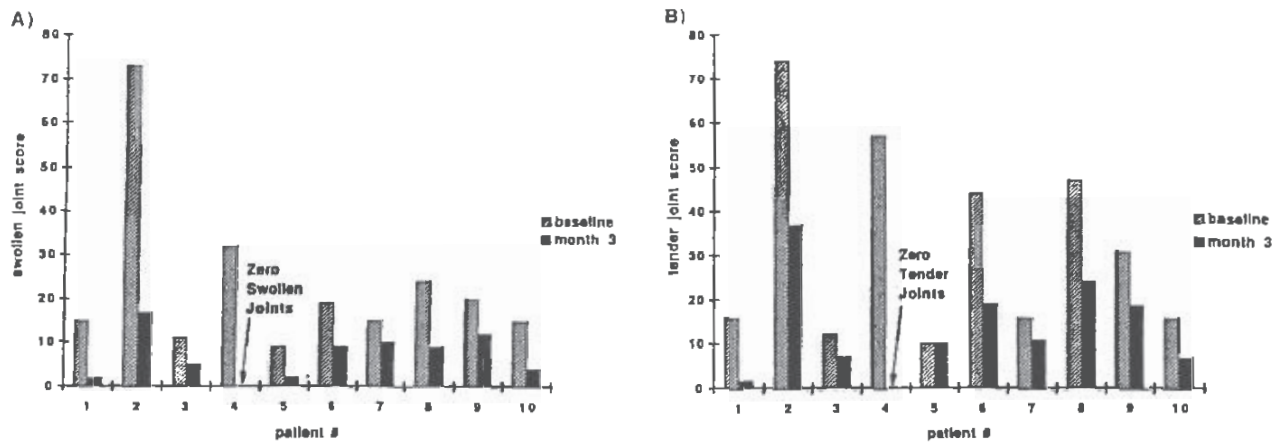 A)
80
70
60
50
40
30
20
10
0
swollen joint score
Zero
Swollen
Joints
baseline
month 3
1 2 3 4 5 6 7 8 9 10
patient #
B)
80
70
60
50
40
30
20
10
0
tender joint score
Zero
Tender
Joints
baseline
month 3
1 2 3 4 5 6 7 8 9 10
patient #